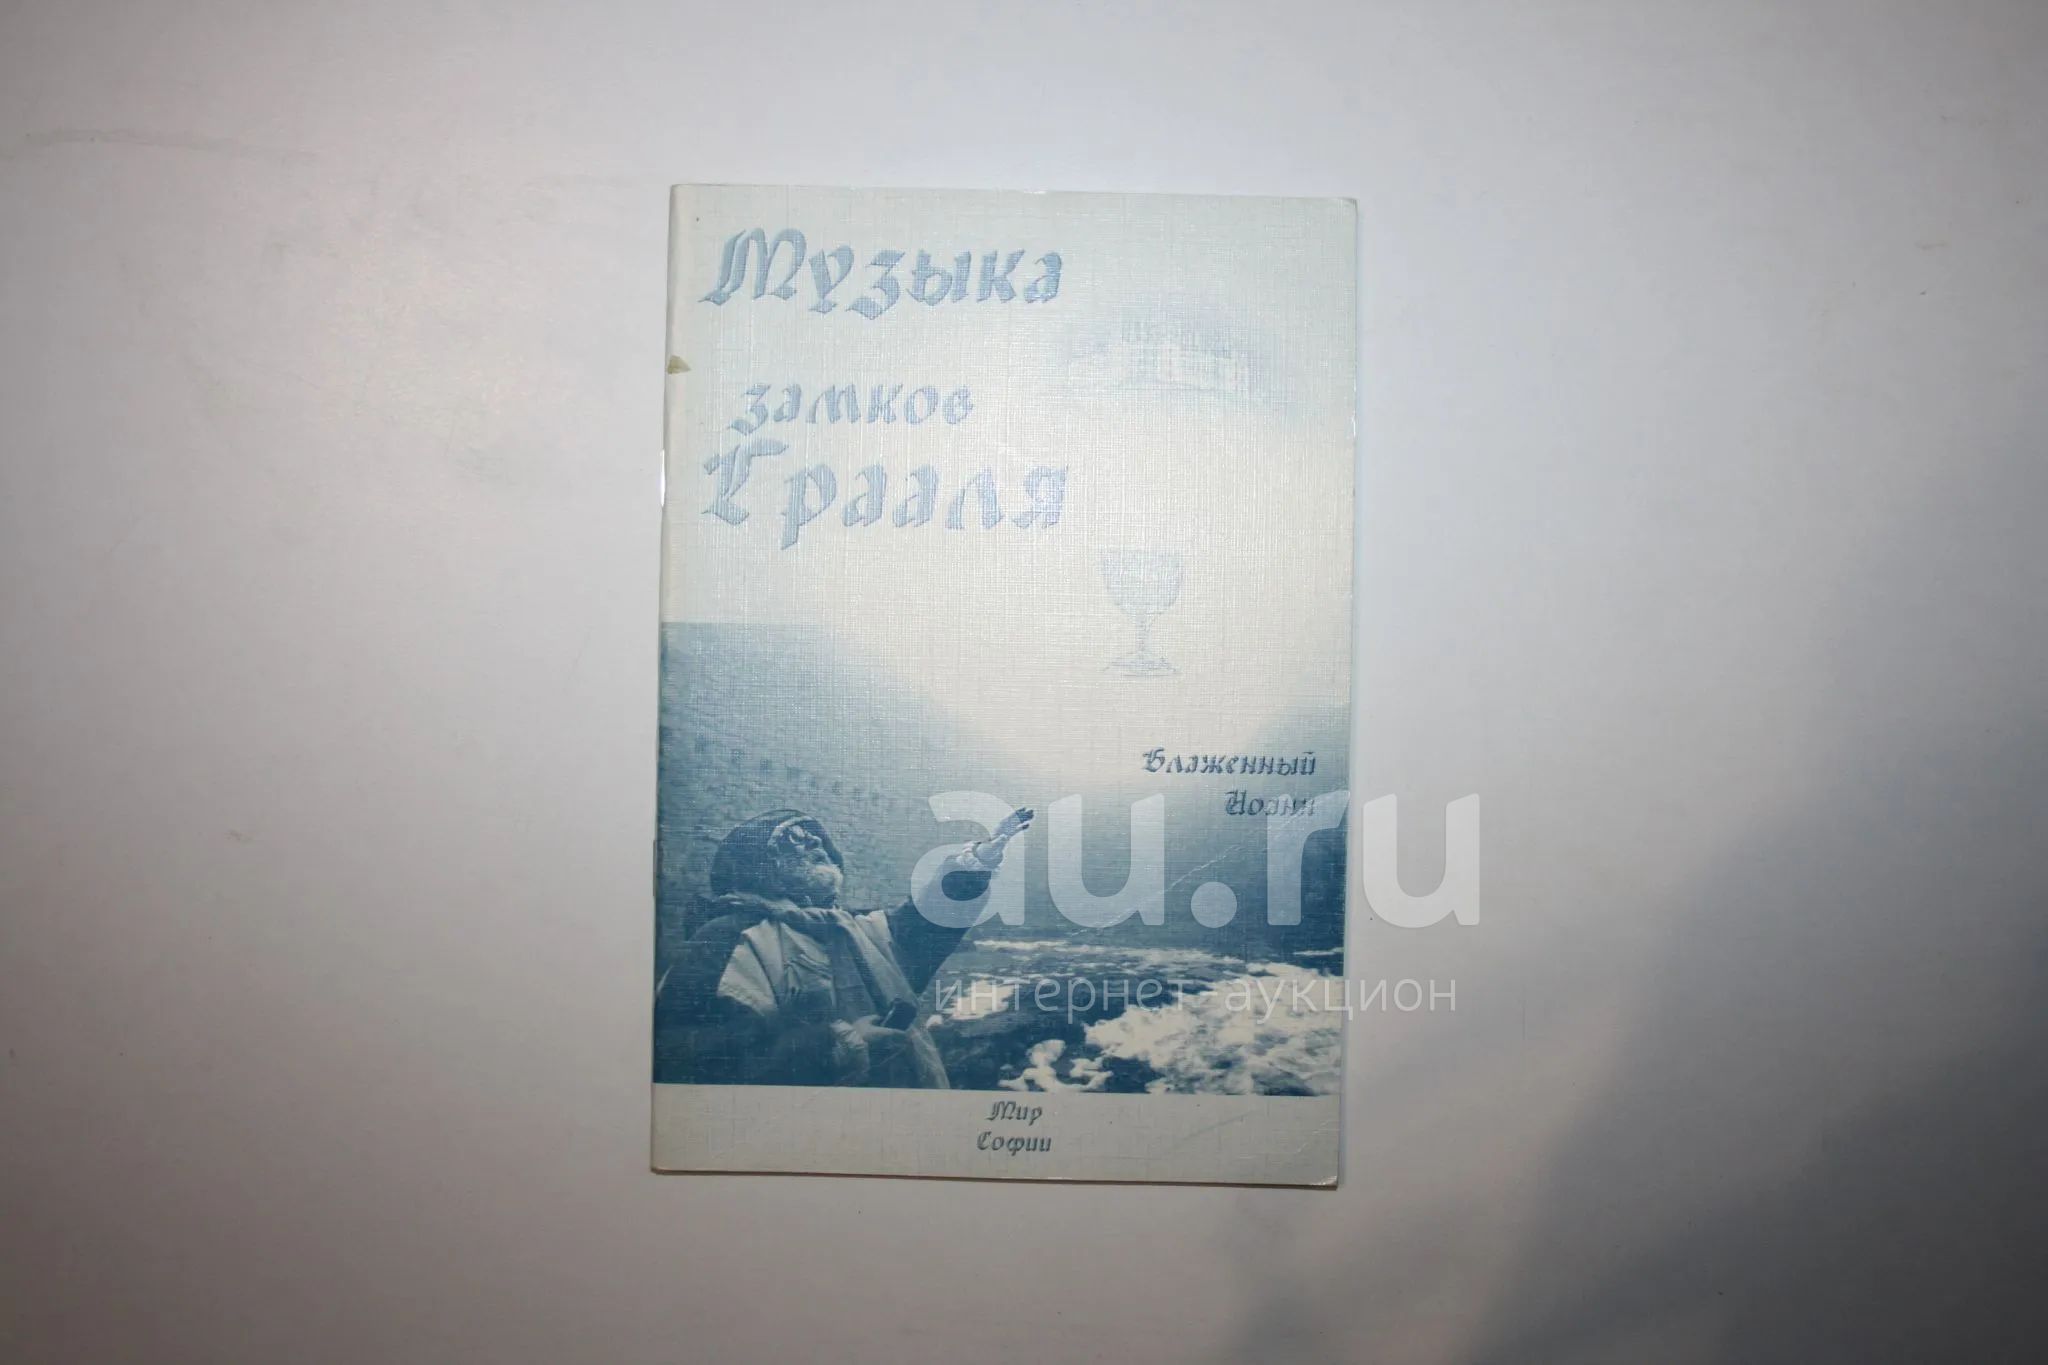 Музыка
замков
Грааля
Блаженный
Иоанн
au.ru
интернет-аукцион
Мир
Софии